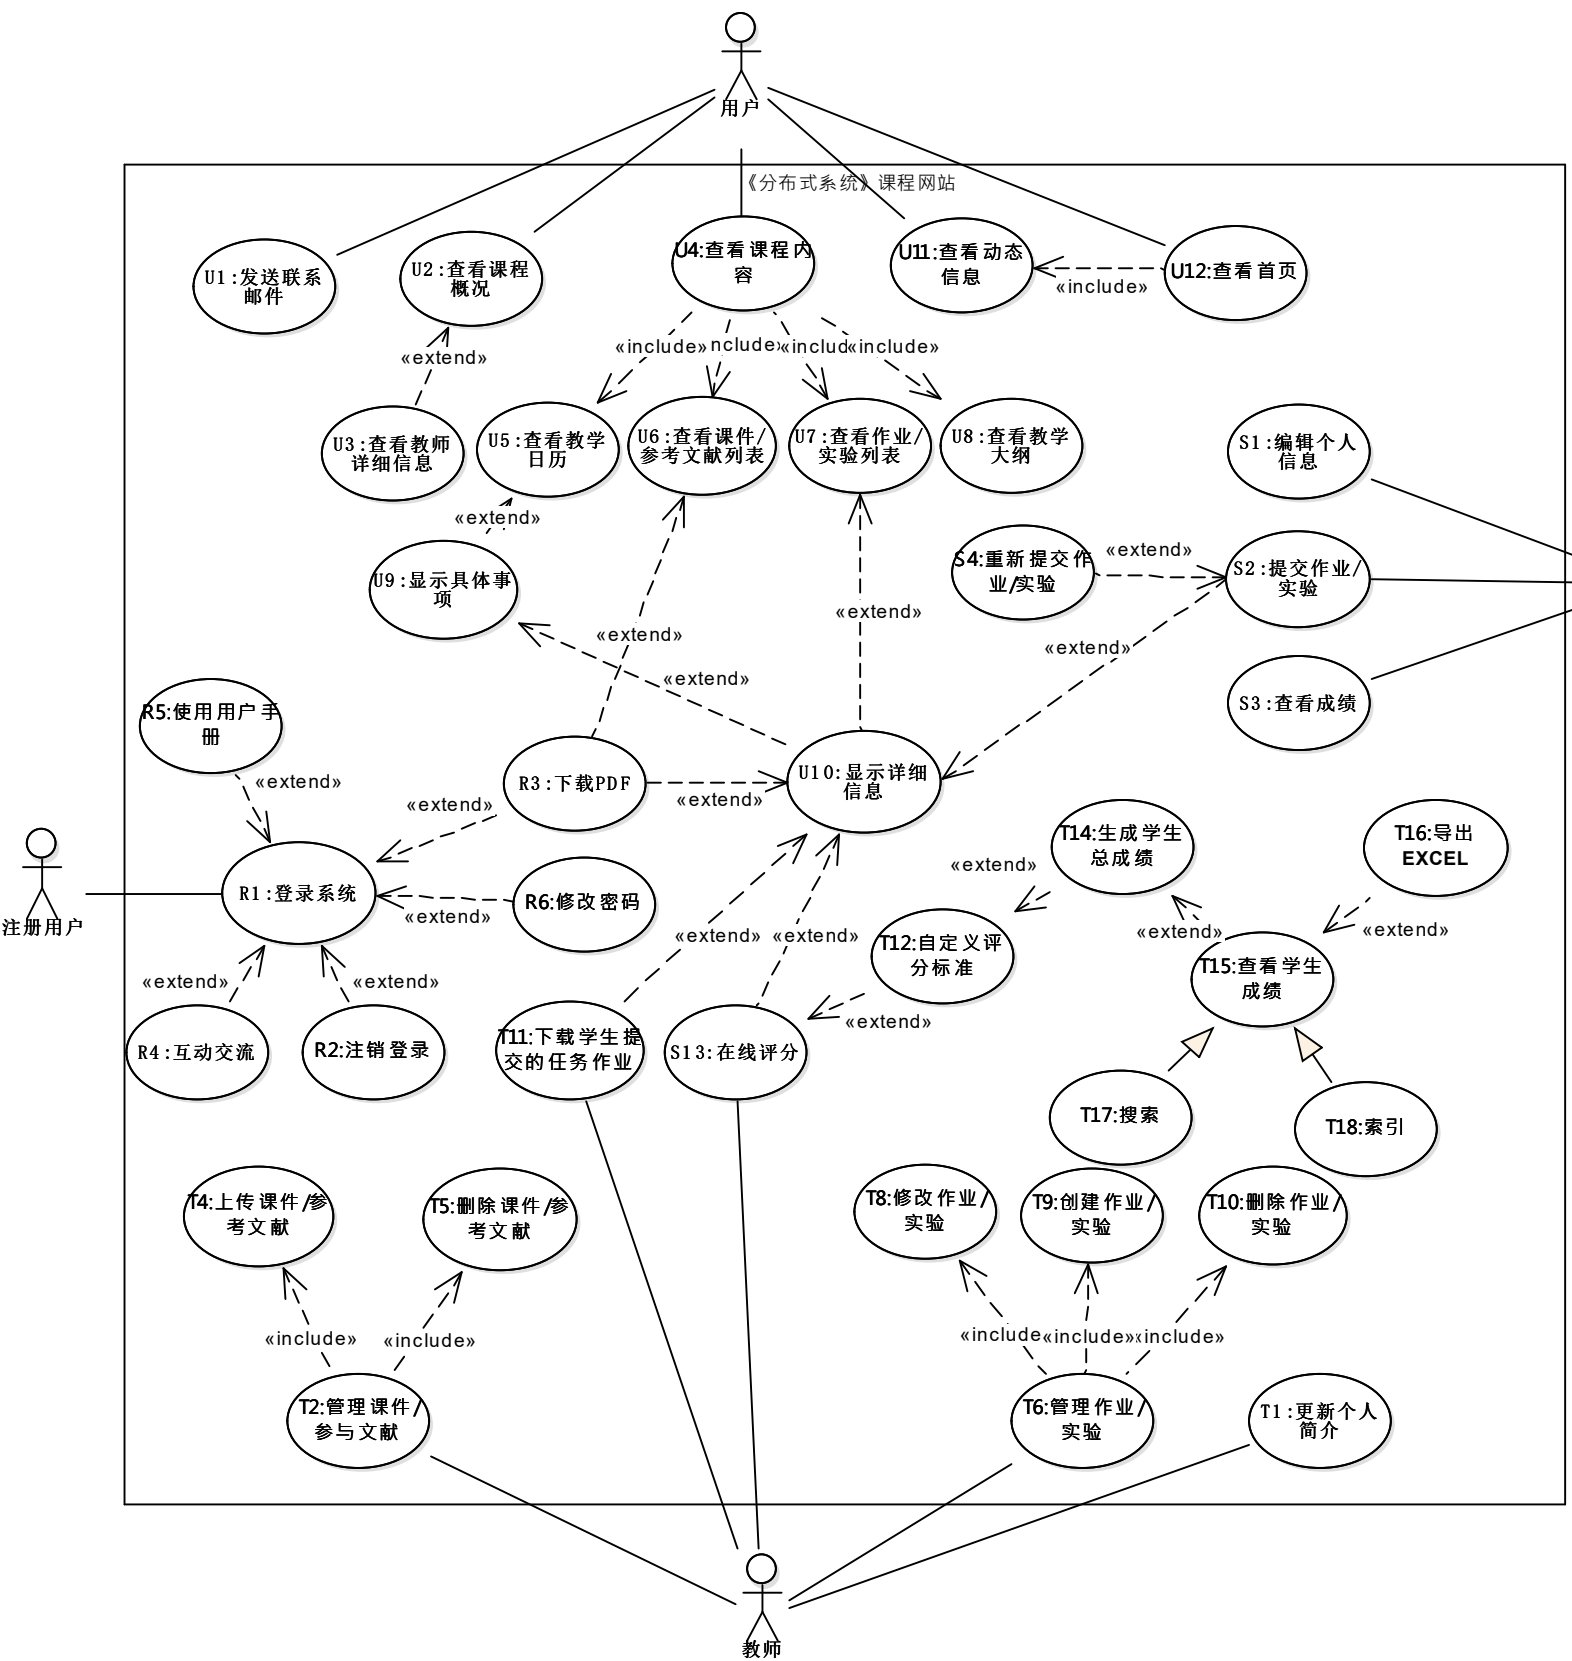 用户
《分布式系统》课程网站
U1:发送联系
邮件
U2:查看课程
概况
U4:查看课程内
容
U11:查看动态
信息
U12:查看首页
«include»
«extend»
«include»
nclude»
«includ
«include»
U3:查看教师
详细信息
U5:查看教学
日历
U6:查看课件/
参考文献列表
U7:查看作业/
实验列表
U8:查看教学
大纲
S1:编辑个人
信息
«extend»
U9:显示具体事
项
S4:重新提交作
业/实验
«extend»
S2:提交作业/
实验
«extend»
«extend»
«extend»
«extend»
S3:查看成绩
R5:使用用户手
册
«extend»
R3:下载PDF
«extend»
U10:显示详细
信息
«extend»
T14:生成学生
总成绩
T16:导出
EXCEL
«extend»
注册用户
R1:登录系统
R6:修改密码
«extend»
«extend»
«extend»
T12:自定义评
分标准
«extend»
«extend»
T15:查看学生
成绩
«extend»
«extend»
«extend»
R4:互动交流
R2:注销登录
T11:下载学生提
交的任务作业
S13:在线评分
T17:搜索
T18:索引
T4:上传课件/参
考文献
T5:删除课件/参
考文献
T8:修改作业/
实验
T9:创建作业/
实验
T10:删除作业/
实验
«include»
«include»
«include
«include»
include»
T2:管理课件/
参与文献
T6:管理作业/
实验
T1:更新个人
简介
教师